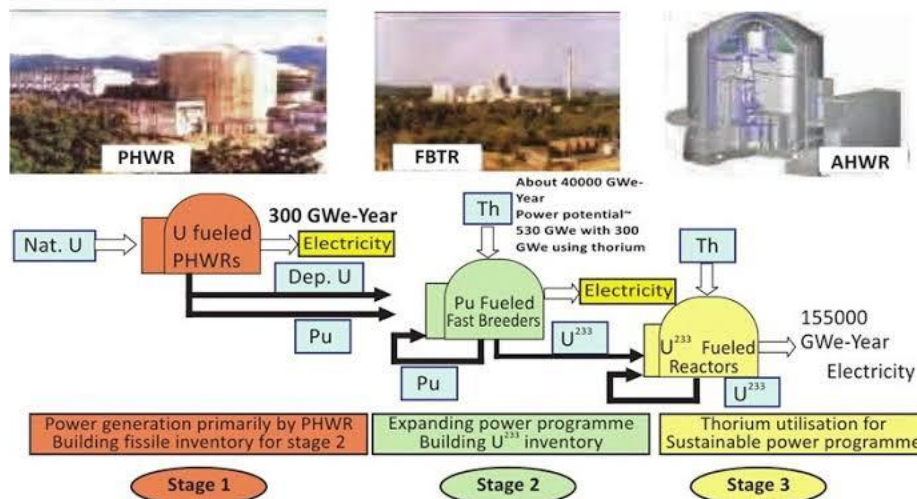 PHWR
FBTR
AHWR
Nat. U
U fueled
PHWRs
300 GWe-Year
Electricity
Dep. U
Pu
Th
About 40000 GWe-
Year
Power potential~
530 GWe with 300
GWe using thorium
Pu Fueled
Fast Breeders
Electricity
Pu
U²³³
Th
U²³³ Fueled
Reactors
155000
GWe-Year
Electricity
U²³³
Power generation primarily by PHWR
Building fissile inventory for stage 2
Expanding power programme
Building U²³³ inventory
Thorium utilisation for
Sustainable power programme
Stage 1
Stage 2
Stage 3